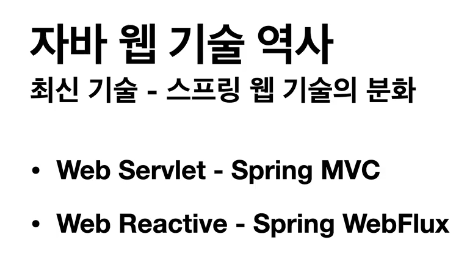 자바 웹 기술 역사
최신 기술 - 스프링 웹 기술의 분화
• Web Servlet - Spring MVC
• Web Reactive - Spring WebFlux